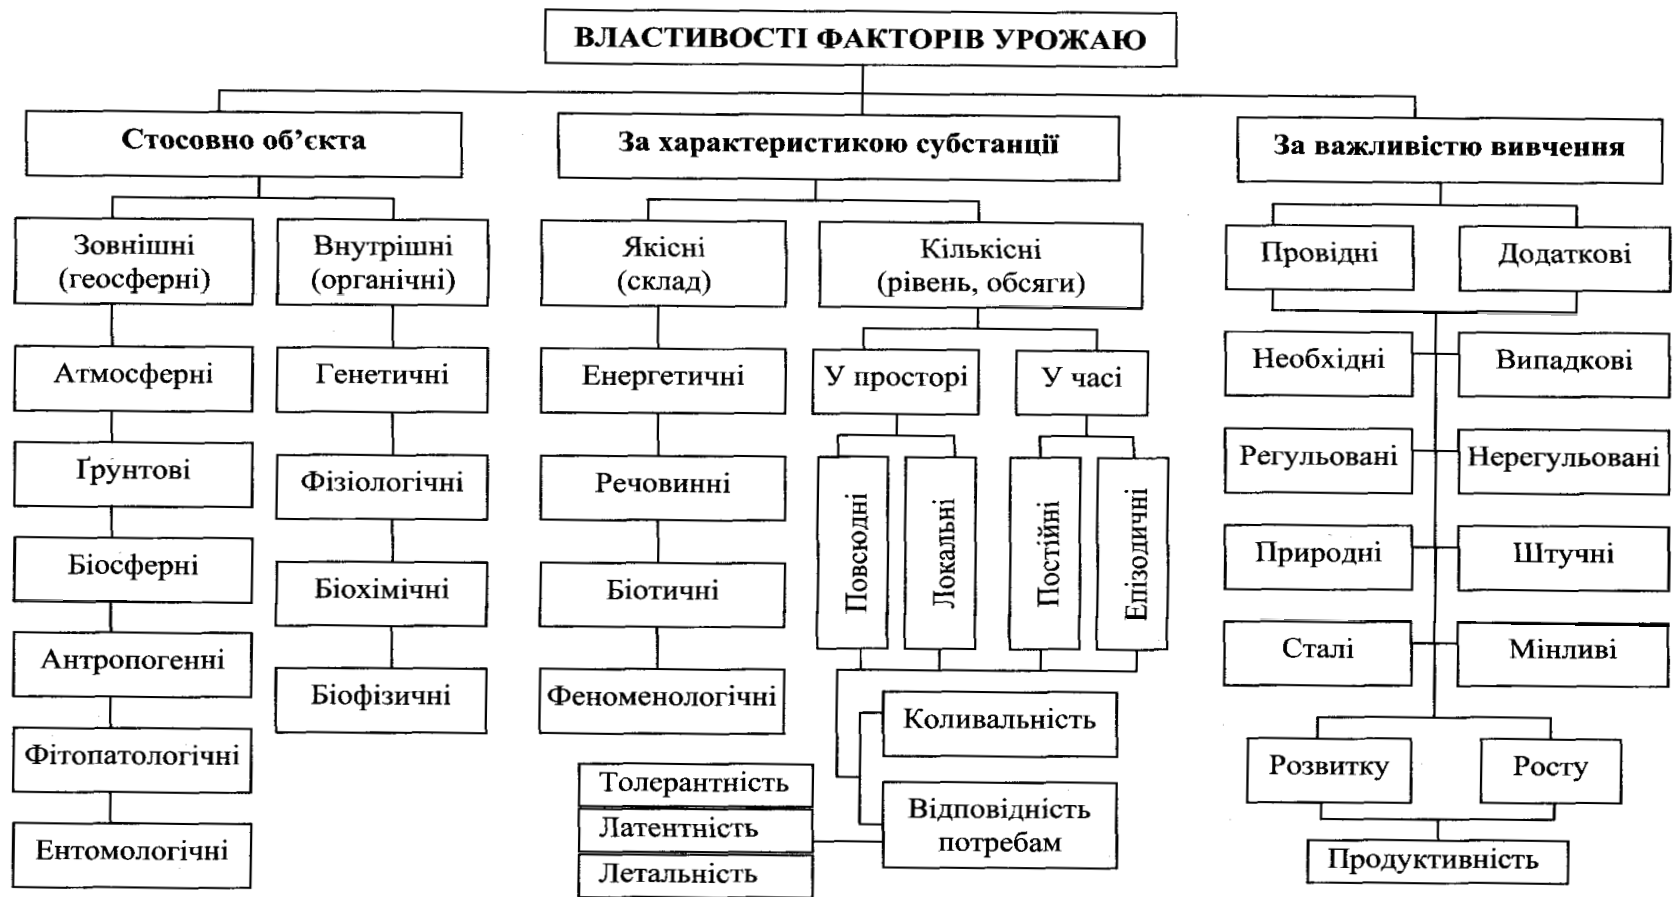 ВЛАСТИВОСТІ ФАКТОРІВ УРОЖАЮ
Стосовно об’єкта
За характеристикою субстанції
За важливістю вивчення
Зовнішні
(геосферні)
Внутрішні
(органічні)
Якісні
(склад)
Кількісні
(рівень, обсяги)
Провідні
Додаткові
Атмосферні
Генетичні
Енергетичні
У просторі
У часі
Необхідні
Випадкові
Ґрунтові
Фізіологічні
Речовинні
Повсюдні
Локальні
Постійні
Епізодичні
Регульовані
Нерегульовані
Біосферні
Біохімічні
Біотичні
Природні
Штучні
Антропогенні
Біофізичні
Феноменологічні
Сталі
Мінливі
Фітопатологічні
Коливальність
Розвитку
Росту
Ентомологічні
Толерантність
Латентність
Летальність
Відповідність
потребам
Продуктивність